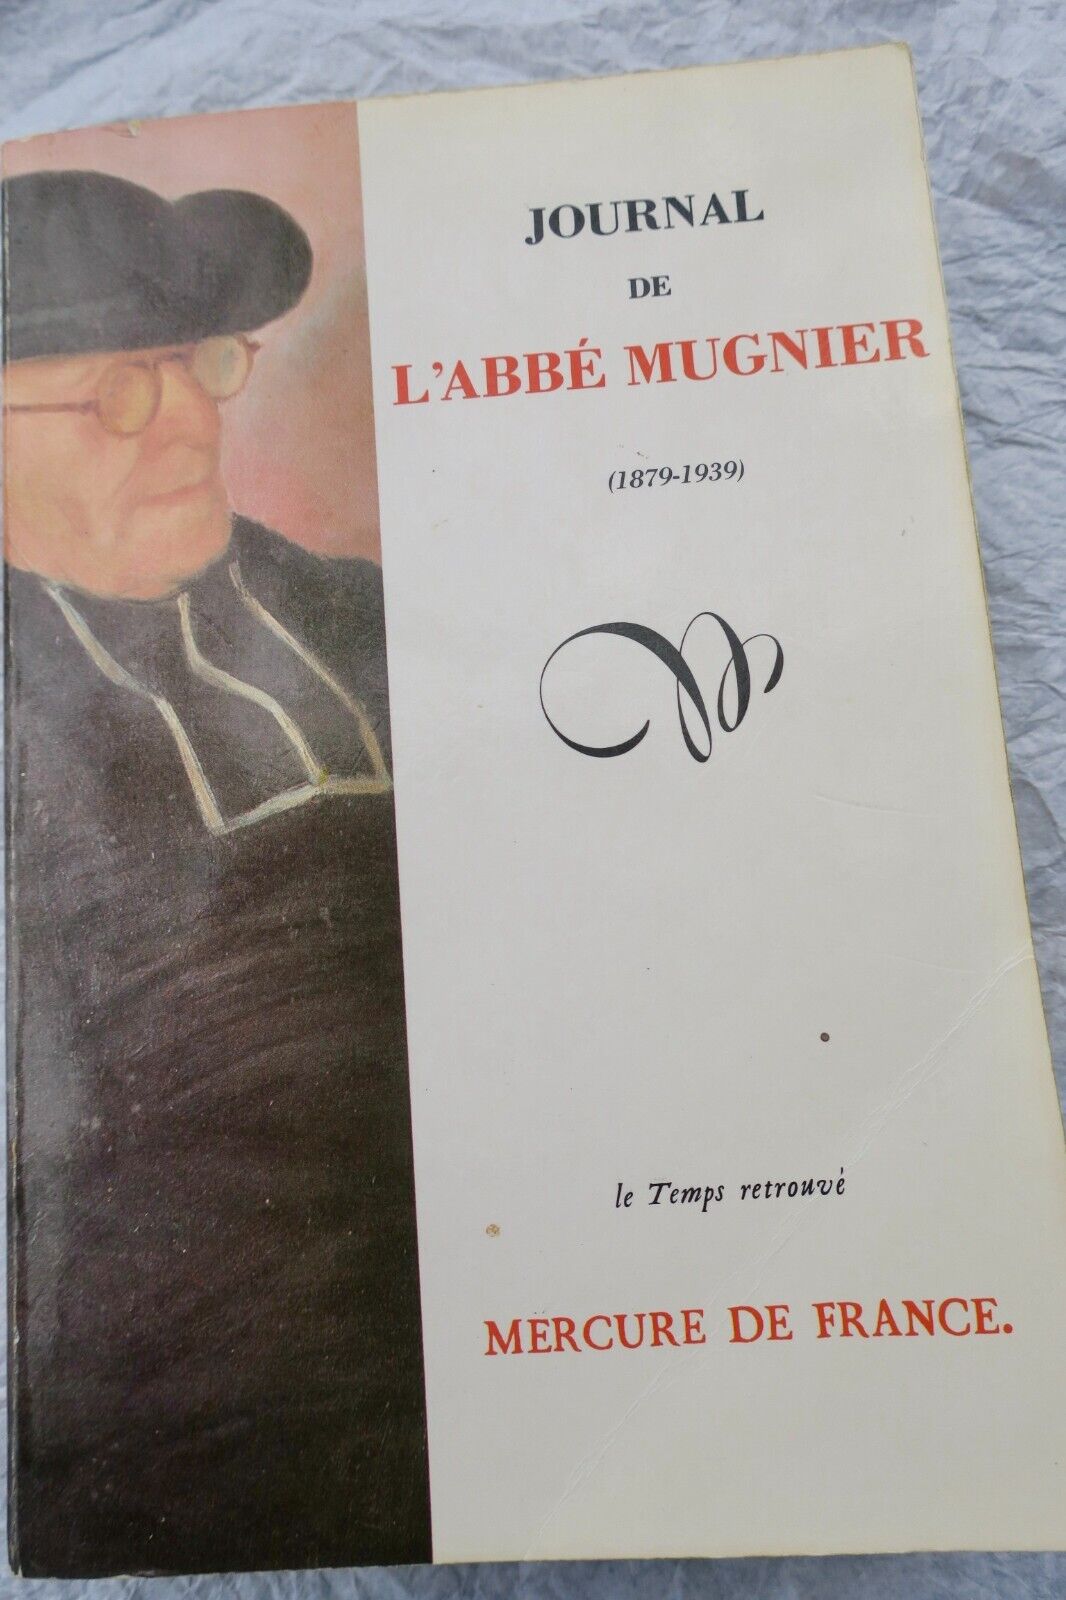 JOURNAL
DE
L'ABBÉ MUGNIER
(1879-1939)
le Temps retrouvé
MERCURE DE FRANCE.